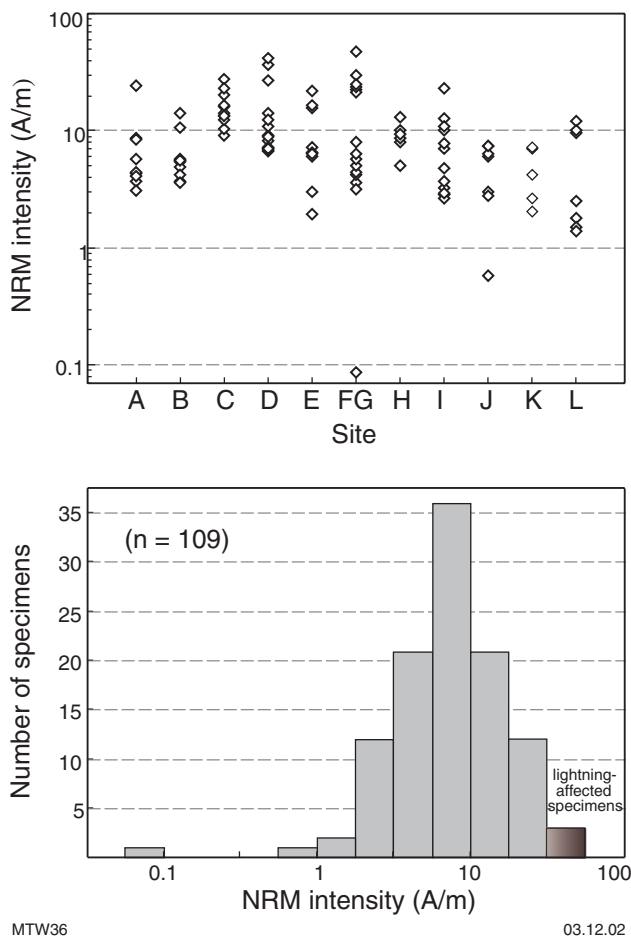 100
10
1
0.1
NRM intensity (A/m)
A B C D E FG H I J K L
Site
35
30
25
20
15
10
5
Number of specimens
(n = 109)
lightning-
affected
specimens
0.1 1 10 100
NRM intensity (A/m)
MTW36 03.12.02